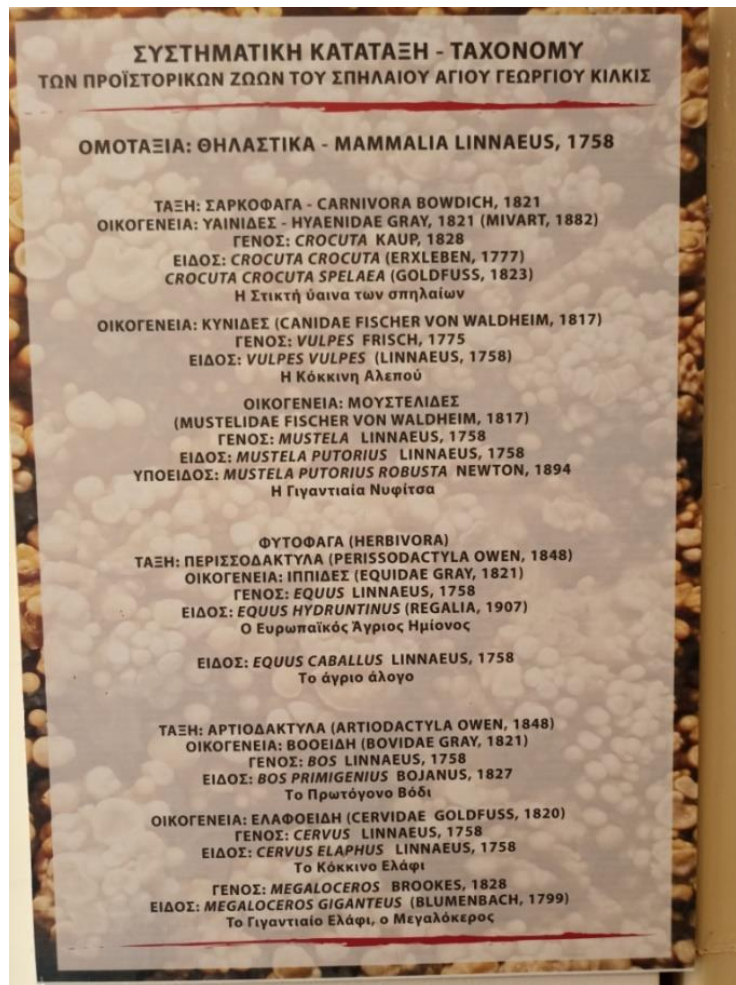 ΣΥΣΤΗΜΑΤΙΚΗ ΚΑΤΑΤΑΞΗ - TAXONOMY
ΤΩΝ ΠΡΟΪΣΤΟΡΙΚΩΝ ΖΩΩΝ ΤΟΥ ΣΠΗΛΑΙΟΥ ΑΓΙΟΥ ΓΕΩΡΓΙΟΥ ΚΙΛΚΙΣ
ΟΜΟΤΑΞΙΑ: ΘΗΛΑΣΤΙΚΑ - MAMMALIA LINNAEUS, 1758
ΤΑΞΗ: ΣΑΡΚΟΦΑΓΑ - CARNIVORA BOWDICH, 1821
ΟΙΚΟΓΕΝΕΙΑ: ΥΑΙΝΙΔΕΣ - HYAENIDAE GRAY, 1821 (MIVART, 1882)
ΓΕΝΟΣ: CROCUTA KAUP, 1828
ΕΙΔΟΣ: CROCUTA CROCUTA (ERXLEBEN, 1777)
CROCUTA CROCUTA SPELAEA (GOLDFUSS, 1823)
Η Στικτή ύαινα των σπηλαίων
ΟΙΚΟΓΕΝΕΙΑ: ΚΥΝΙΔΕΣ (CANIDAE FISCHER VON WALDHEIM, 1817)
ΓΕΝΟΣ: VULPES FRISCH, 1775
ΕΙΔΟΣ: VULPES VULPES (LINNAEUS, 1758)
Η Κόκκινη Αλεπού
ΟΙΚΟΓΕΝΕΙΑ: ΜΟΥΣΤΕΛΙΔΕΣ
(MUSTELIDAE FISCHER VON WALDHEIM, 1817)
ΓΕΝΟΣ: MUSTELA LINNAEUS, 1758
ΕΙΔΟΣ: MUSTELA PUTORIUS LINNAEUS, 1758
ΥΠΟΕΙΔΟΣ: MUSTELA PUTORIUS ROBUSTA NEWTON, 1894
Η Γιγαντιαία Νυφίτσα
ΦΥΤΟΦΑΓΑ (HERBIVORA)
ΤΑΞΗ: ΠΕΡΙΣΣΟΔΑΚΤΥΛΑ (PERISSODACTYLA OWEN, 1848)
ΟΙΚΟΓΕΝΕΙΑ: ΙΠΠΙΔΕΣ (EQUIDAE GRAY, 1821)
ΓΕΝΟΣ: EQUUS LINNAEUS, 1758
ΕΙΔΟΣ: EQUUS HYDRUNTINUS (REGALIA, 1907)
Ο Ευρωπαϊκός Άγριος Ημίονος
ΕΙΔΟΣ: EQUUS CABALLUS LINNAEUS, 1758
Το άγριο άλογο
ΤΑΞΗ: ΑΡΤΙΟΔΑΚΤΥΛΑ (ARTIODACTYLA OWEN, 1848)
ΟΙΚΟΓΕΝΕΙΑ: ΒΟΟΕΙΔΗ (BOVIDAE GRAY, 1821)
ΓΕΝΟΣ: BOS LINNAEUS, 1758
ΕΙΔΟΣ: BOS PRIMIGENIUS BOJANUS, 1827
Το Πρωτόγονο Βόδι
ΟΙΚΟΓΕΝΕΙΑ: ΕΛΑΦΟΕΙΔΗ (CERVIDAE GOLDFUSS, 1820)
ΓΕΝΟΣ: CERVUS LINNAEUS, 1758
ΕΙΔΟΣ: CERVUS ELAPHUS LINNAEUS, 1758
Το Κόκκινο Ελάφι
ΓΕΝΟΣ: MEGALOCEROS BROOKES, 1828
ΕΙΔΟΣ: MEGALOCEROS GIGANTEUS (BLUMENBACH, 1799)
Το Γιγαντιαίο Ελάφι, ο Μεγαλόκερος